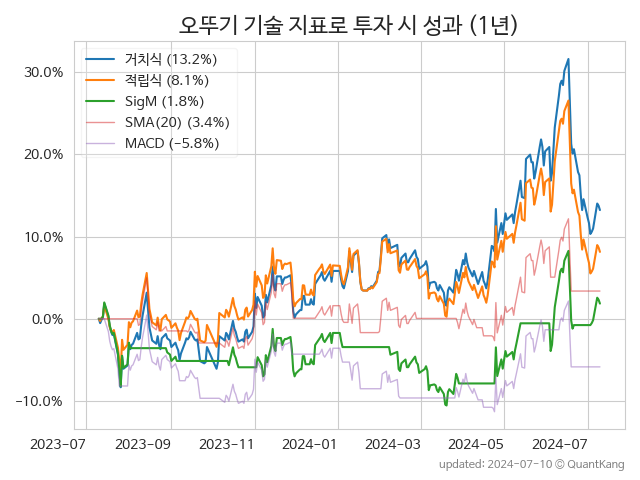 오뚜기 기술 지표로 투자 시 성과 (1년)
거치식 (13.2%)
적립식 (8.1%)
SigM (1.8%)
SMA(20) (3.4%)
MACD (−5.8%)
30.0%
20.0%
10.0%
0.0%
−10.0%
2023-07 2023-09 2023-11 2024-01 2024-03 2024-05 2024-07
updated: 2024-07-10 © QuantKang